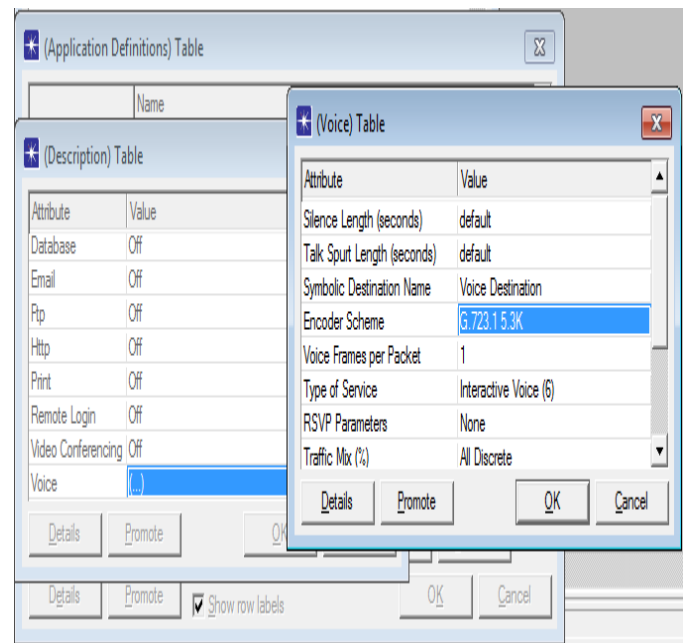 (Application Definitions) Table
Name
(Description) Table
Attribute Value
Database Off
Email Off
Ftp Off
Http Off
Print Off
Remote Login Off
Video Conferencing Off
Voice (...)
Details Promote OK
Details Promote Show row labels OK Cancel
(Voice) Table
Attribute Value
Silence Length (seconds) default
Talk Spurt Length (seconds) default
Symbolic Destination Name Voice Destination
Encoder Scheme G.723.1 5.3K
Voice Frames per Packet 1
Type of Service Interactive Voice (6)
RSVP Parameters None
Traffic Mix (%) All Discrete
Details Promote OK Cancel